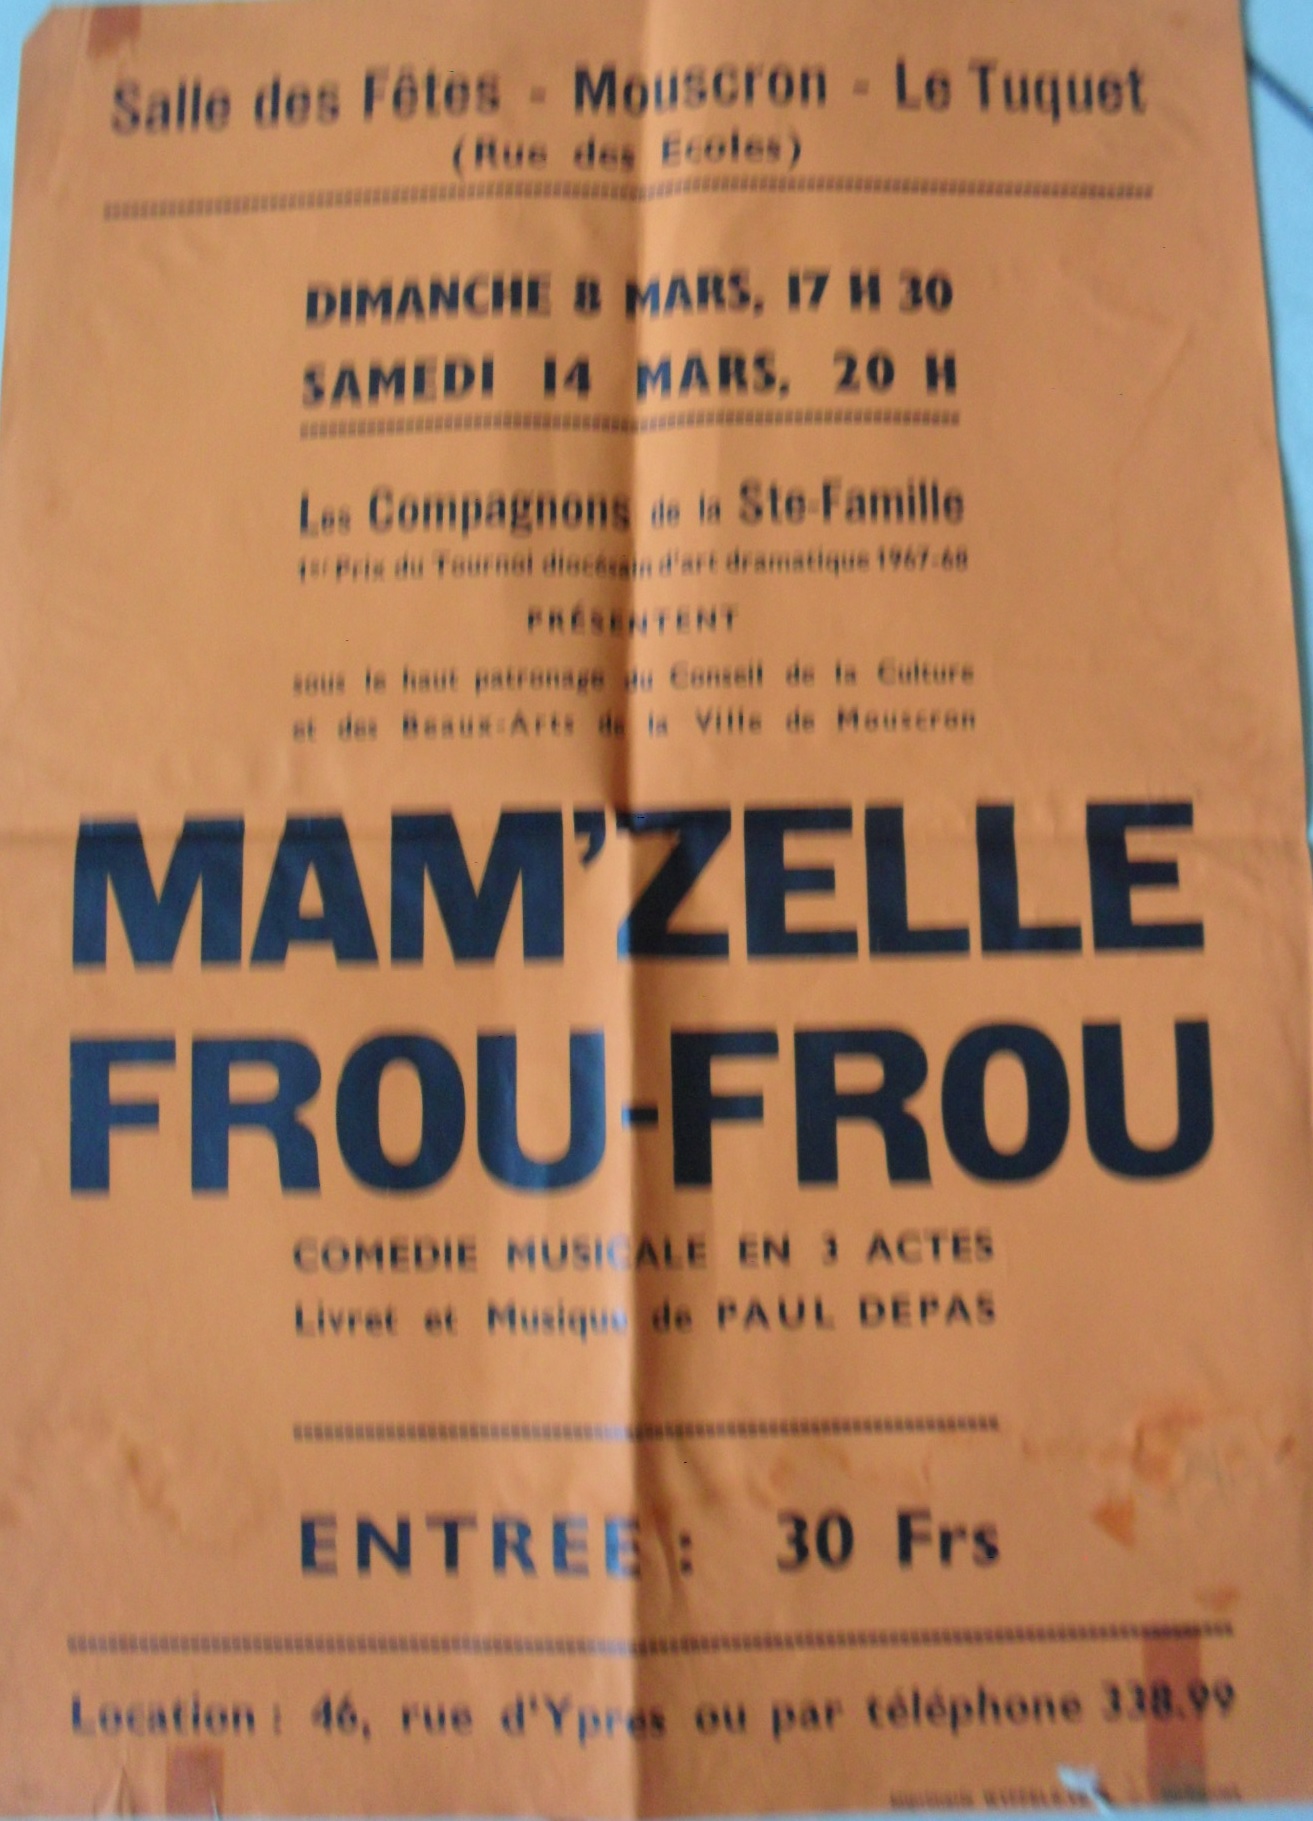 Salle des Fêtes - Mouscron - Le Tuquet
(Rue des Ecoles)
DIMANCHE 8 MARS, 17 H 30
SAMEDI 14 MARS, 20 H
Les Compagnons de la Ste-Famille
1er Prix du Tournoi diocésain d'art dramatique 1967-68
PRÉSENTENT
sous le haut patronage du Conseil de la Culture
et des Beaux-Arts de la Ville de Mouscron
MAM'ZELLE
FROU-FROU
COMEDIE MUSICALE EN 3 ACTES
Livret et Musique de PAUL DEPAS
ENTREE : 30 Frs
Location : 46, rue d'Ypres ou par téléphone 338.99
Imprimerie